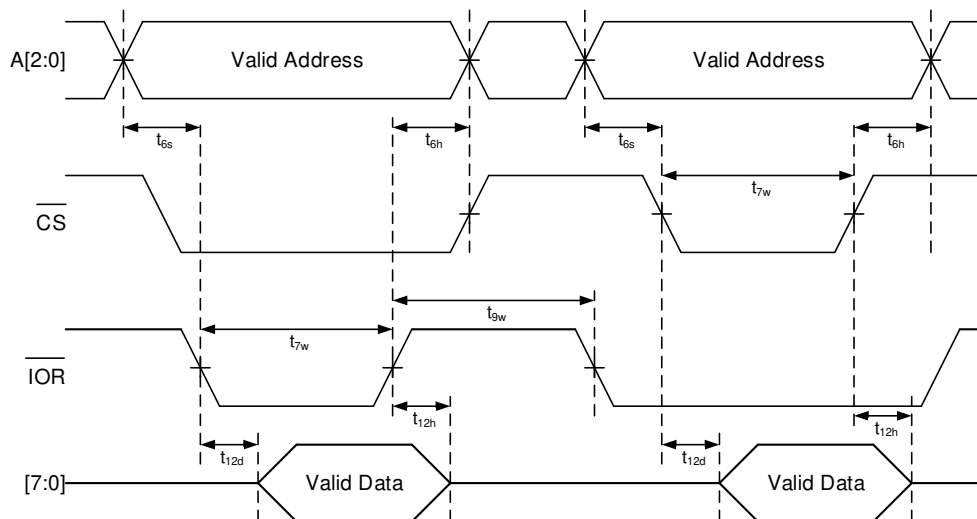 A[2:0]
Valid Address
Valid Address
t6s
t6h
t6s
t6h
CS
t7w
t9w
t7w
IOR
t12h
t12h
t12d
t12d
[7:0]
Valid Data
Valid Data